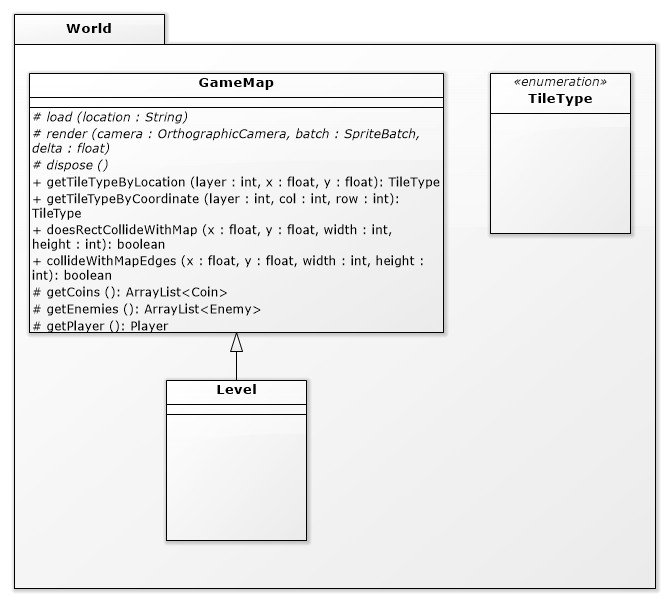 World
GameMap
# load (location : String)
# render (camera : OrthographicCamera, batch : SpriteBatch,
delta : float)
# dispose ()
+ getTileTypeByLocation (layer : int, x : float, y : float): TileType
+ getTileTypeByCoordinate (layer : int, col : int, row : int):
TileType
+ doesRectCollideWithMap (x : float, y : float, width : int,
height : int): boolean
+ collideWithMapEdges (x : float, y : float, width : int, height :
int): boolean
# getCoins (): ArrayList<Coin>
# getEnemies (): ArrayList<Enemy>
# getPlayer (): Player
«enumeration»
TileType
Level